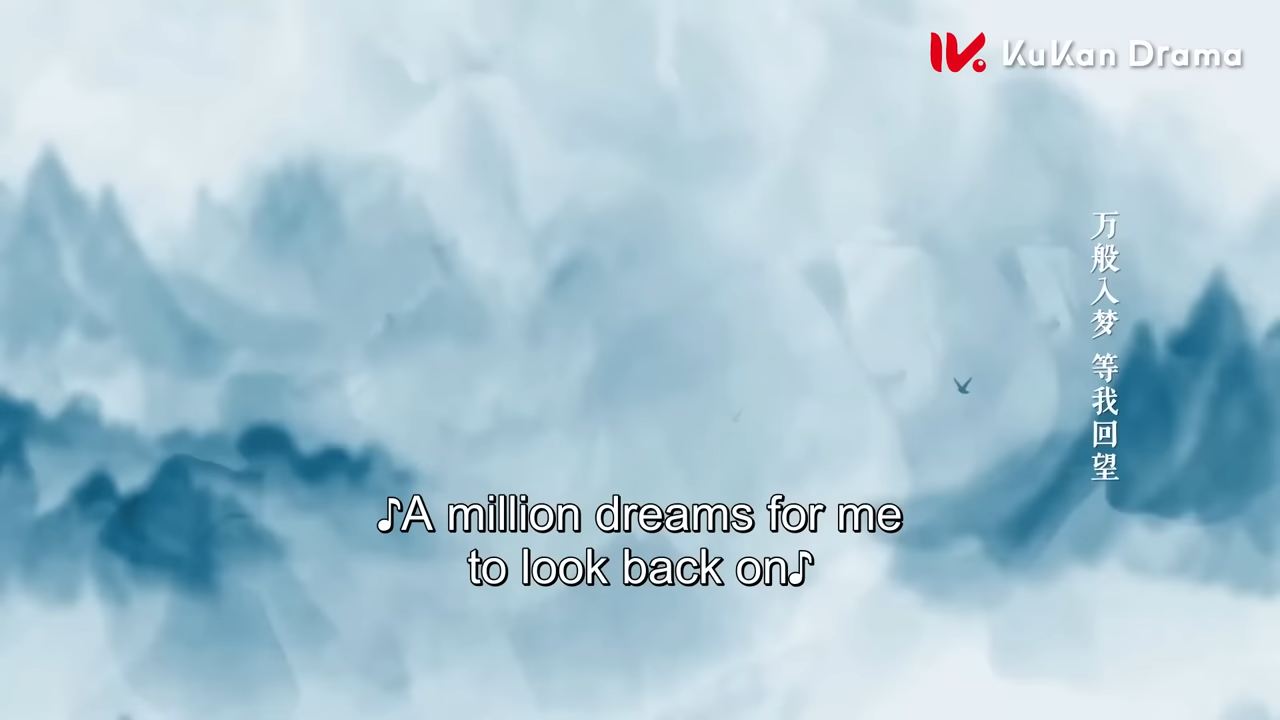 KuKan Drama
万般入梦 等我回望
♪A million dreams for me
to look back on♪